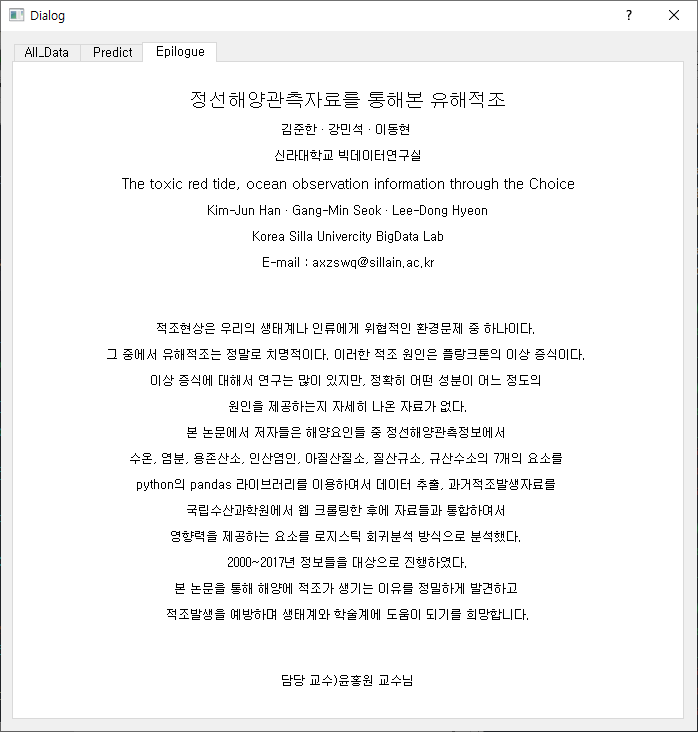 Dialog
?
All_Data Predict Epilogue
정선해양관측자료를 통해본 유해적조
김준한 · 강민석 · 이동현
신라대학교 빅데이터연구실
The toxic red tide, ocean observation information through the Choice
Kim-Jun Han · Gang-Min Seok · Lee-Dong Hyeon
Korea Silla Univercity BigData Lab
E-mail : axzswq@sillain.ac.kr
적조현상은 우리의 생태계나 인류에게 위협적인 환경문제 중 하나이다.
그 중에서 유해적조는 정말로 치명적이다. 이러한 적조 원인은 플랑크톤의 이상 증식이다.
이상 증식에 대해서 연구는 많이 있지만, 정확히 어떤 성분이 어느 정도의
원인을 제공하는지 자세히 나온 자료가 없다.
본 논문에서 저자들은 해양요인들 중 정선해양관측정보에서
수온, 염분, 용존산소, 인산염인, 아질산질소, 질산규소, 규산수소의 7개의 요소를
python의 pandas 라이브러리를 이용하여서 데이터 추출, 과거적조발생자료를
국립수산과학원에서 웹 크롤링한 후에 자료들과 통합하여서
영향력을 제공하는 요소를 로지스틱 회귀분석 방식으로 분석했다.
2000~2017년 정보들을 대상으로 진행하였다.
본 논문을 통해 해양에 적조가 생기는 이유를 정밀하게 발견하고
적조발생을 예방하며 생태계와 학술계에 도움이 되기를 희망합니다.
담당 교수)윤홍원 교수님